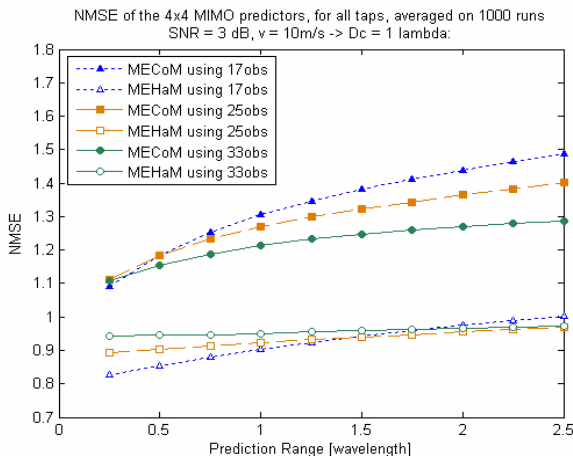 NMSE of the 4x4 MIMO predictors, for all taps, averaged on 1000 runs
SNR = 3 dB, v = 10m/s -> Dc = 1 lambda:
1.8
1.7
1.6
1.5
1.4
1.3
1.2
1.1
1
0.9
0.8
0.7
NMSE
MECoM using 17obs
MEHaM using 17obs
MECoM using 25obs
MEHaM using 25obs
MECoM using 33obs
MEHaM using 33obs
0 0.5 1 1.5 2 2.5
Prediction Range [wavelength]